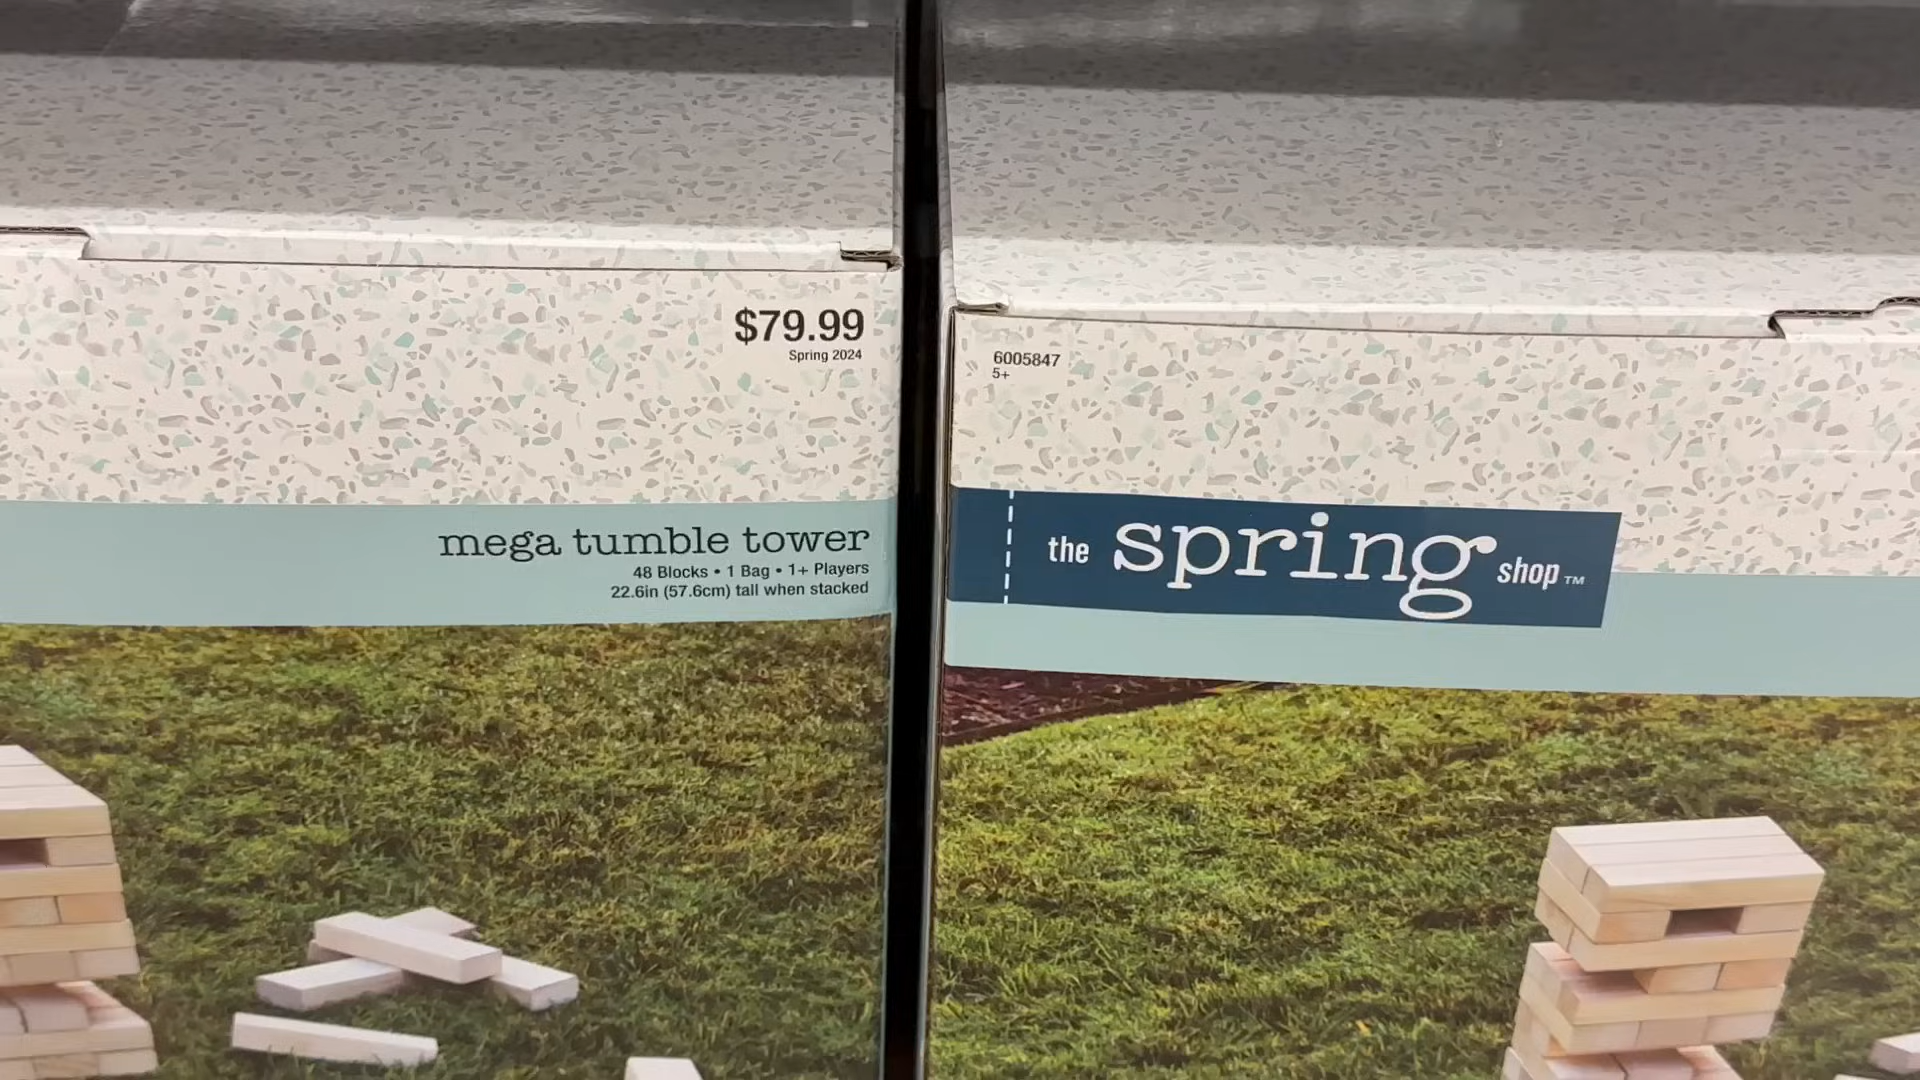 $79.99
Spring 2024
mega tumble tower
48 Blocks • 1 Bag • 1+ Players
22.6in (57.6cm) tall when stacked
6005847
5+
the spring shop™